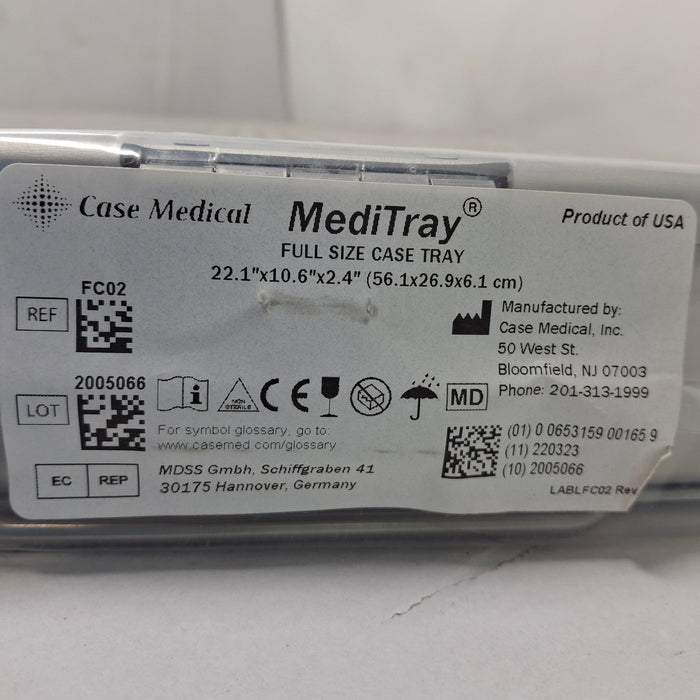 Case Medical
MediTray®
Product of USA
FULL SIZE CASE TRAY
22.1"x10.6"x2.4" (56.1x26.9x6.1 cm)
REF
FC02
LOT
2005066
Manufactured by:
Case Medical, Inc.
50 West St.
Bloomfield, NJ 07003
Phone: 201-313-1999
NON
STERILE
CE
MD
For symbol glossary, go to:
www.casemed.com/glossary
EC REP
MDSS Gmbh, Schiffgraben 41
30175 Hannover, Germany
(01) 0 0653159 00165 9
(11) 220323
(10) 2005066
LABLFC02 Rev